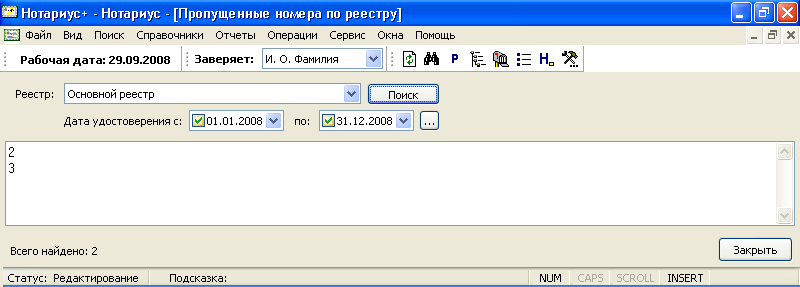 Нотариус+ - Нотариус - [Пропущенные номера по реестру]
Файл Вид Поиск Справочники Отчеты Операции Сервис Окна Помощь
Рабочая дата: 29.09.2008 Заверяет: И. О. Фамилия P H..
Реестр: Основной реестр Поиск
Дата удостоверения с: 01.01.2008 по: 31.12.2008 ...
2
3
Всего найдено: 2 Закрыть
Статус: Редактирование Подсказка: NUM CAPS SCROLL INSERT